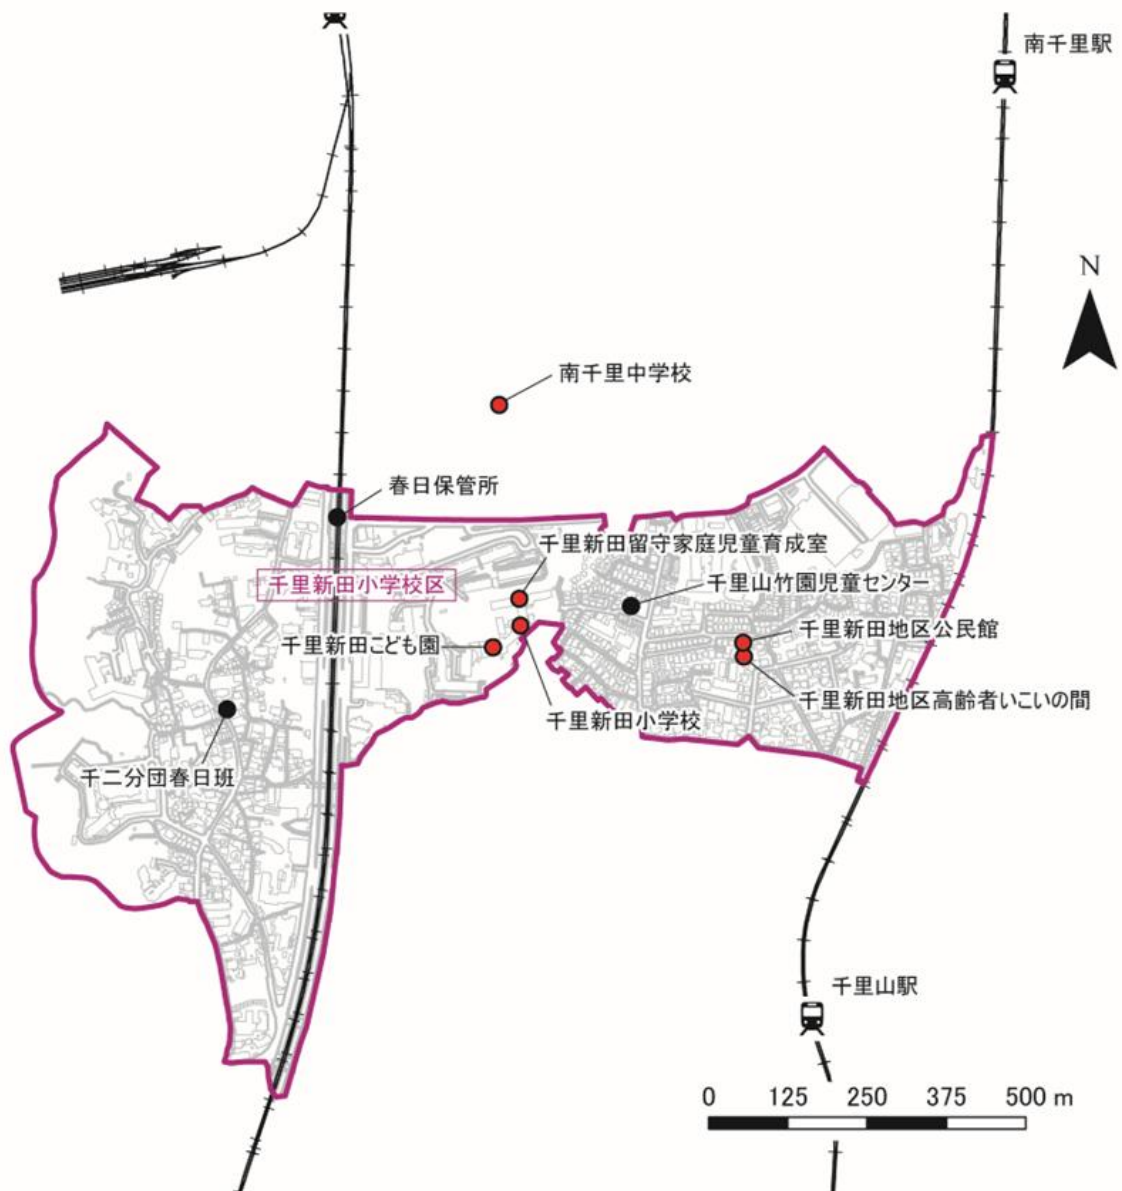 南千里駅
N
南千里中学校
春日保管所
千里新田留守家庭児童育成室
千里新田小学校区
千里山竹園児童センター
千里新田地区公民館
千里新田こども園
千里新田地区高齢者いこいの間
千里新田小学校
千二分団春日班
千里山駅
0 125 250 375 500 m